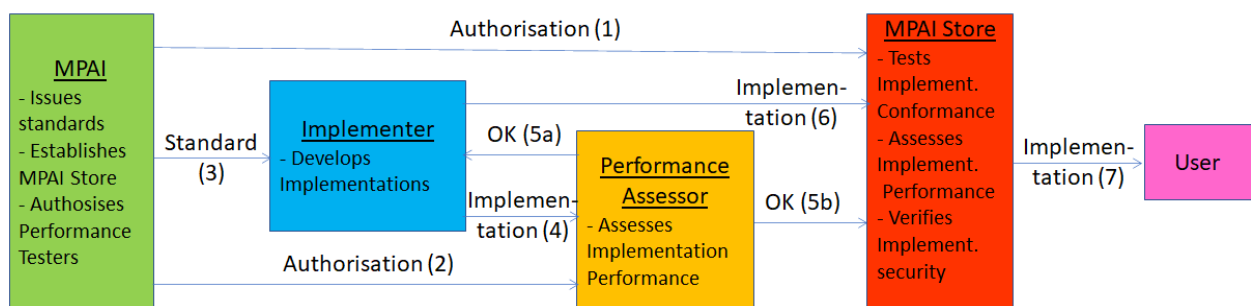 MPAI
- Issues
standards
- Establishes
MPAI Store
- Authosises
Performance
Testers
Authorisation (1)
Standard
(3)
Implementer
- Develops
Implementations
Implemen-
tation (6)
OK (5a)
Implemen-
tation (4)
Authorisation (2)
Performance
Assessor
- Assesses
Implementation
Performance
OK (5b)
MPAI Store
- Tests
Implement.
Conformance
- Assesses
Implement.
Performance
- Verifies
Implement.
security
Implemen-
tation (7)
User